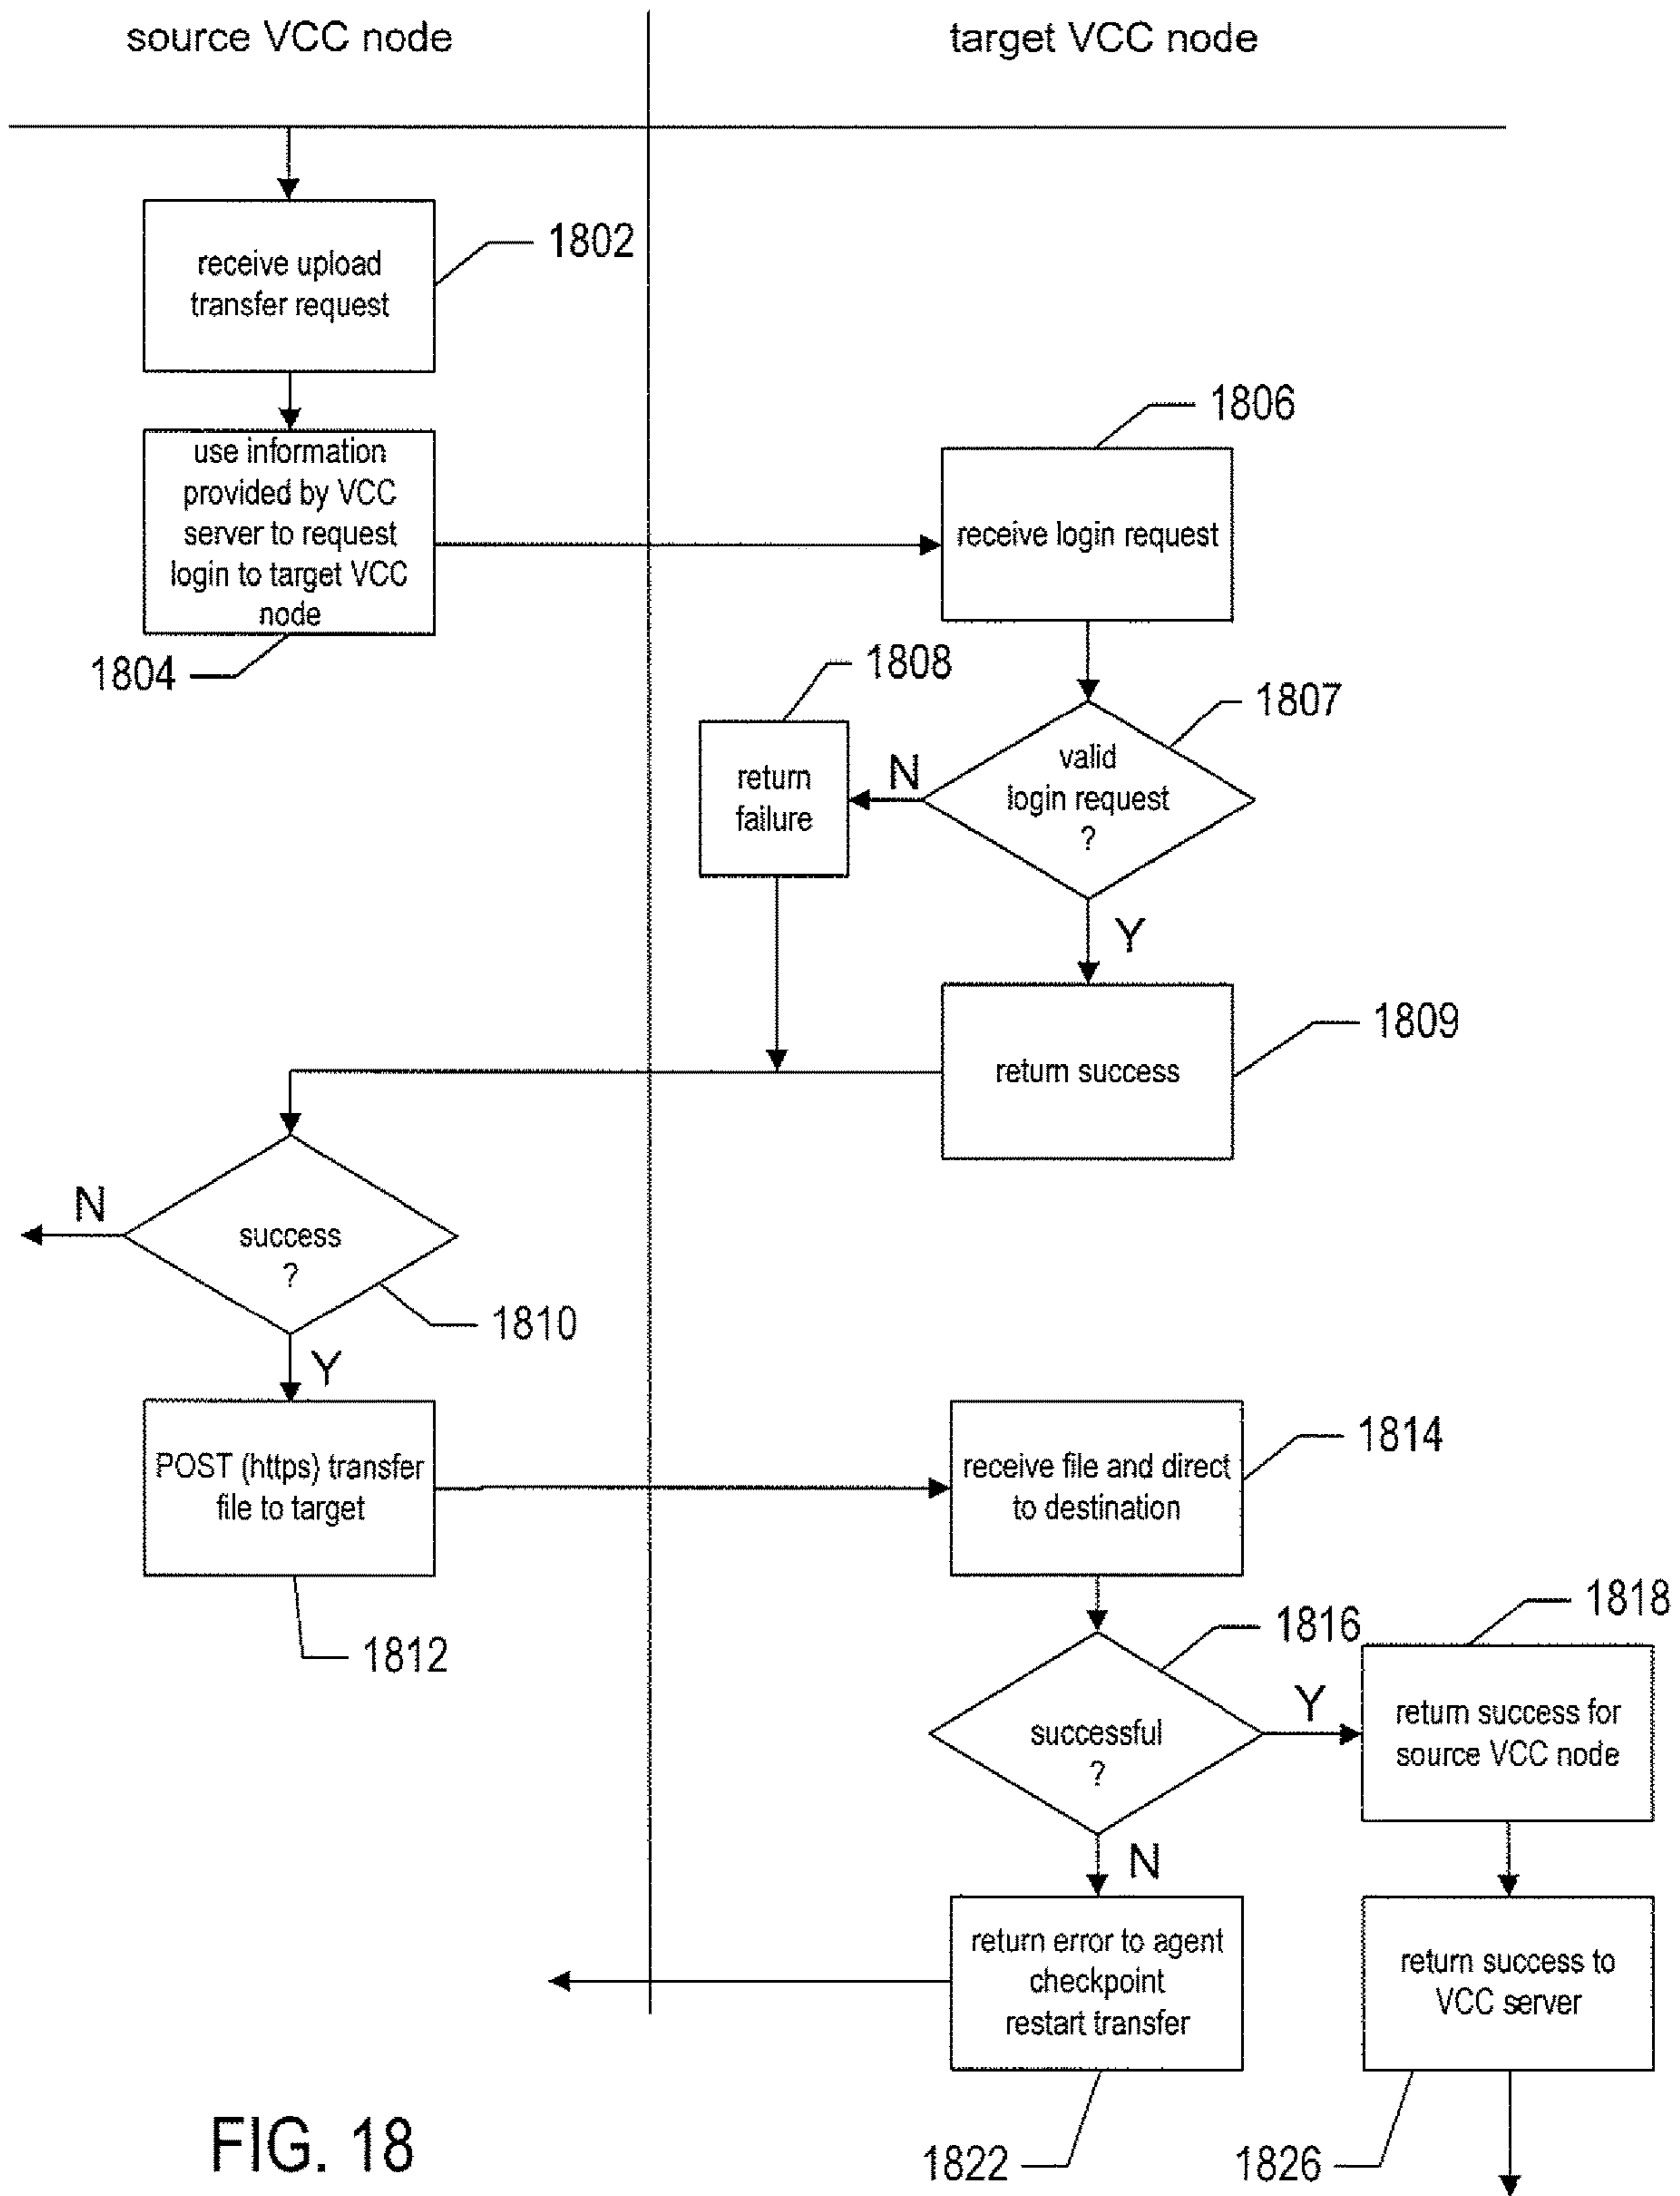 source VCC node
target VCC node
receive upload
transfer request
1802
use information
provided by VCC
server to request
login to target VCC
node
1804
1806
receive login request
1808
return
failure
N
1807
valid
login request
?
Y
1809
return success
N
success
?
1810
Y
POST (https) transfer
file to target
1812
1814
receive file and direct
to destination
1816
successful
?
Y
1818
return success for
source VCC node
N
return error to agent
checkpoint
restart transfer
1822
return success to
VCC server
1826
FIG. 18